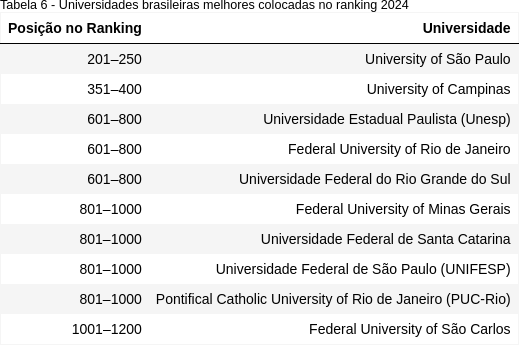 Tabela 6 - Universidades brasileiras melhores colocadas no ranking 2024
Posição no Ranking Universidade
201–250 University of São Paulo
351–400 University of Campinas
601–800 Universidade Estadual Paulista (Unesp)
601–800 Federal University of Rio de Janeiro
601–800 Universidade Federal do Rio Grande do Sul
801–1000 Federal University of Minas Gerais
801–1000 Universidade Federal de Santa Catarina
801–1000 Universidade Federal de São Paulo (UNIFESP)
801–1000 Pontifical Catholic University of Rio de Janeiro (PUC-Rio)
1001–1200 Federal University of São Carlos